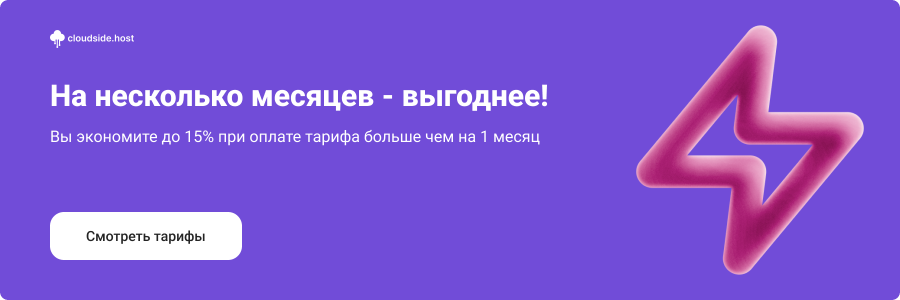 cloudside.host
На несколько месяцев - выгоднее!
Вы экономите до 15% при оплате тарифа больше чем на 1 месяц
Смотреть тарифы